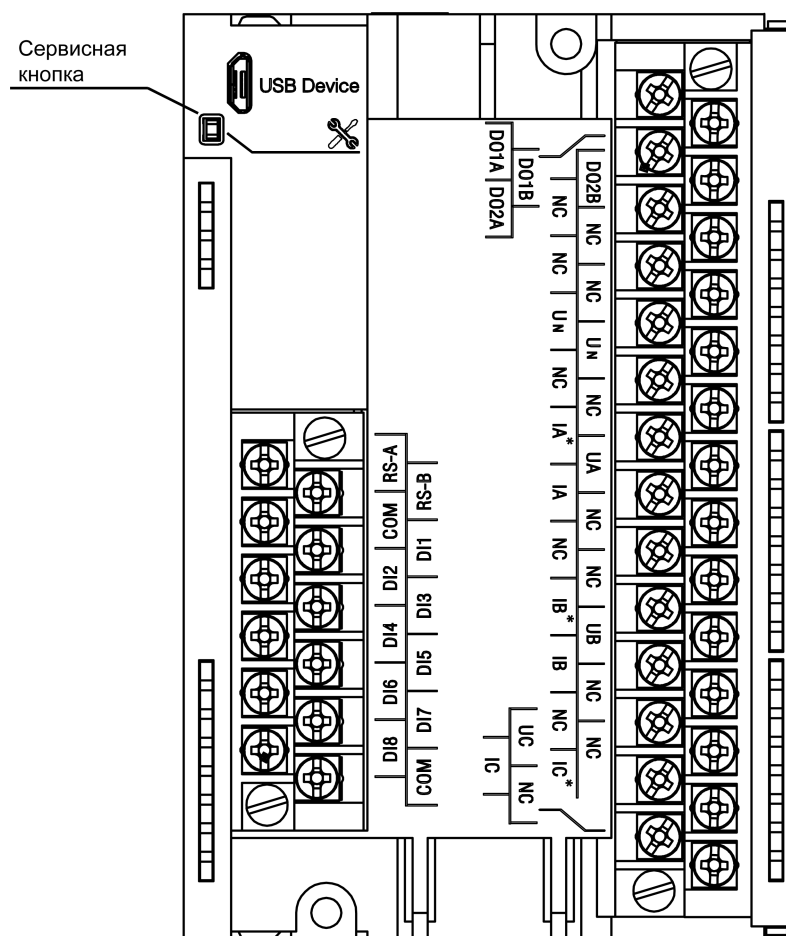 Сервисная
кнопка
USB Device
DO1A
DO2A
DO1B
DO2B
NC
NC
NC
NC
UN
UN
NC
NC
IA*
UA
IA
NC
NC
NC
IB*
UB
IB
NC
NC
NC
IC*
UC
NC
IC
RS-A
RS-B
COM
DI1
DI2
DI3
DI4
DI5
DI6
DI7
DI8
COM